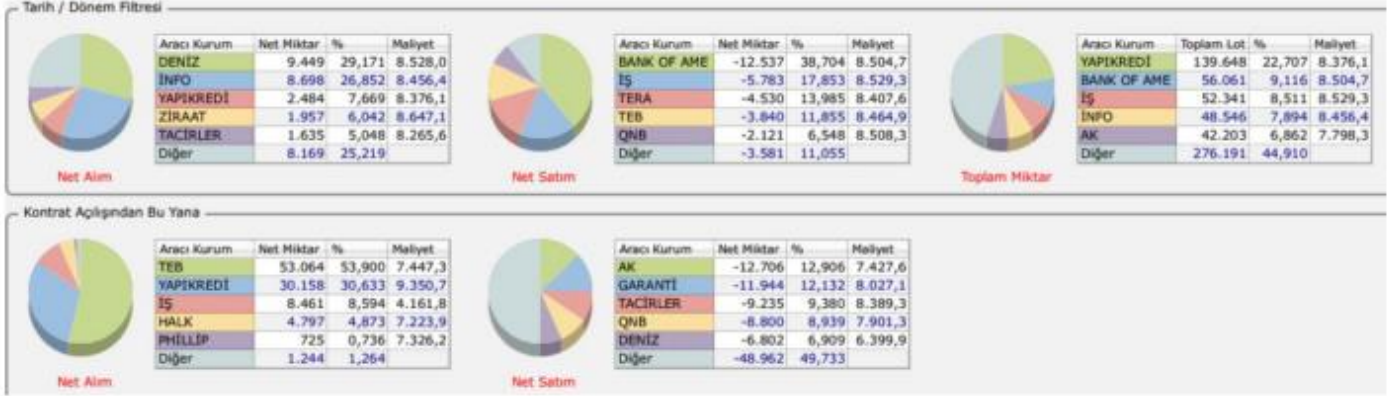 Tarih / Dönem Filtresi
Aracı Kurum Net Miktar % Maliyet
DENİZ 9.449 29,171 8.528,0
İNFO 8.698 26,852 8.456,4
YAPIKREDİ 2.484 7,669 8.376,1
ZİRAAT 1.957 6,042 8.647,1
TACİRLER 1.635 5,048 8.265,6
Diğer 8.169 25,219
Net Alım
Aracı Kurum Net Miktar % Maliyet
BANK OF AME -12.537 38,704 8.504,7
İŞ -5.783 17,853 8.529,3
TERA -4.530 13,985 8.407,6
TEB -3.840 11,855 8.464,9
QNB -2.121 6,548 8.508,3
Diğer -3.581 11,055
Net Satım
Aracı Kurum Toplam Lot % Maliyet
YAPIKREDİ 139.648 22,707 8.376,1
BANK OF AME 56.061 9,116 8.504,7
İŞ 52.341 8,511 8.529,3
İNFO 48.546 7,894 8.456,4
AK 42.203 6,862 7.798,3
Diğer 276.191 44,910
Toplam Miktar
Kontrat Açılışından Bu Yana
Aracı Kurum Net Miktar % Maliyet
TEB 53.064 53,900 7.447,3
YAPIKREDİ 30.158 30,633 9.350,7
İŞ 8.461 8,594 4.161,8
HALK 4.797 4,873 7.223,9
PHİLLİP 725 0,736 7.326,2
Diğer 1.244 1,264
Net Alım
Aracı Kurum Net Miktar % Maliyet
AK -12.706 12,906 7.427,6
GARANTİ -11.944 12,132 8.027,1
TACİRLER -9.235 9,380 8.389,3
QNB -8.800 8,939 7.901,3
DENİZ -6.802 6,909 6.399,9
Diğer -48.962 49,733
Net Satım